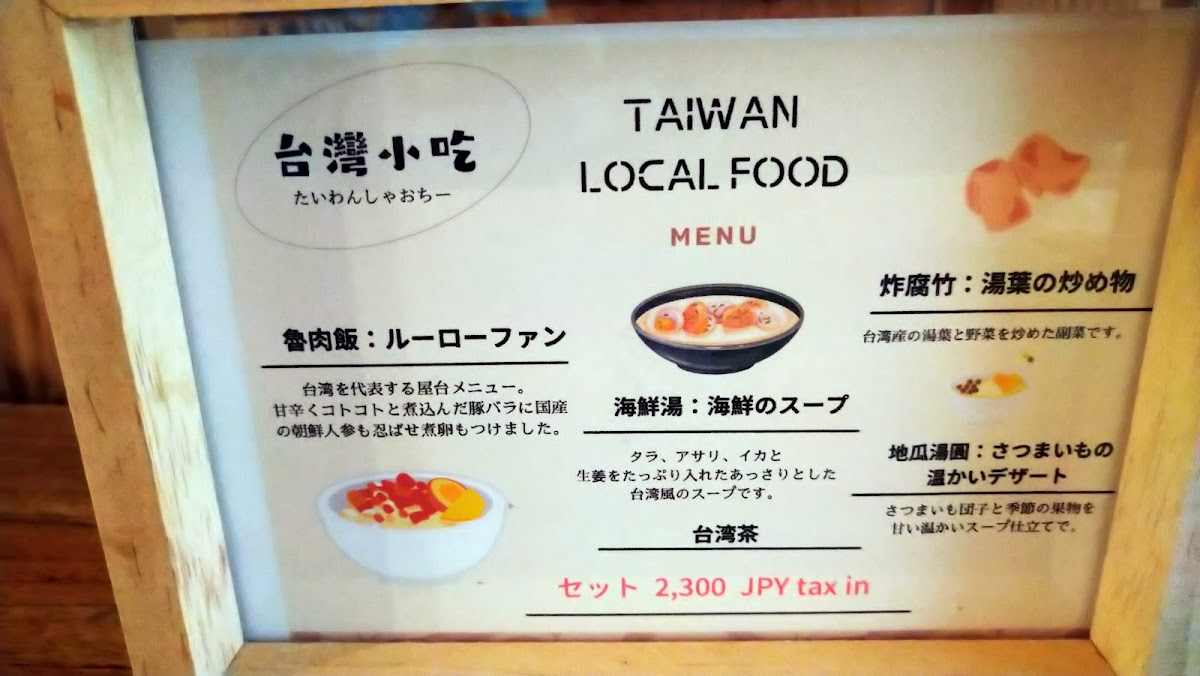 台灣小吃
たいわんしゃおちー
TAIWAN
LOCAL FOOD
MENU
魯肉飯：ルーローファン
台湾を代表する屋台メニュー。
甘辛くコトコトと煮込んだ豚バラに国産
の朝鮮人参も忍ばせ煮卵もつけました。
海鮮湯：海鮮のスープ
タラ、アサリ、イカと
生姜をたっぷり入れたあっさりとした
台湾風のスープです。
台湾茶
炸腐竹：湯葉の炒め物
台湾産の湯葉と野菜を炒めた副菜です。
地瓜湯圓：さつまいもの
温かいデザート
さつまいも団子と季節の果物を
甘い温かいスープ仕立てで。
セット 2,300 JPY tax in